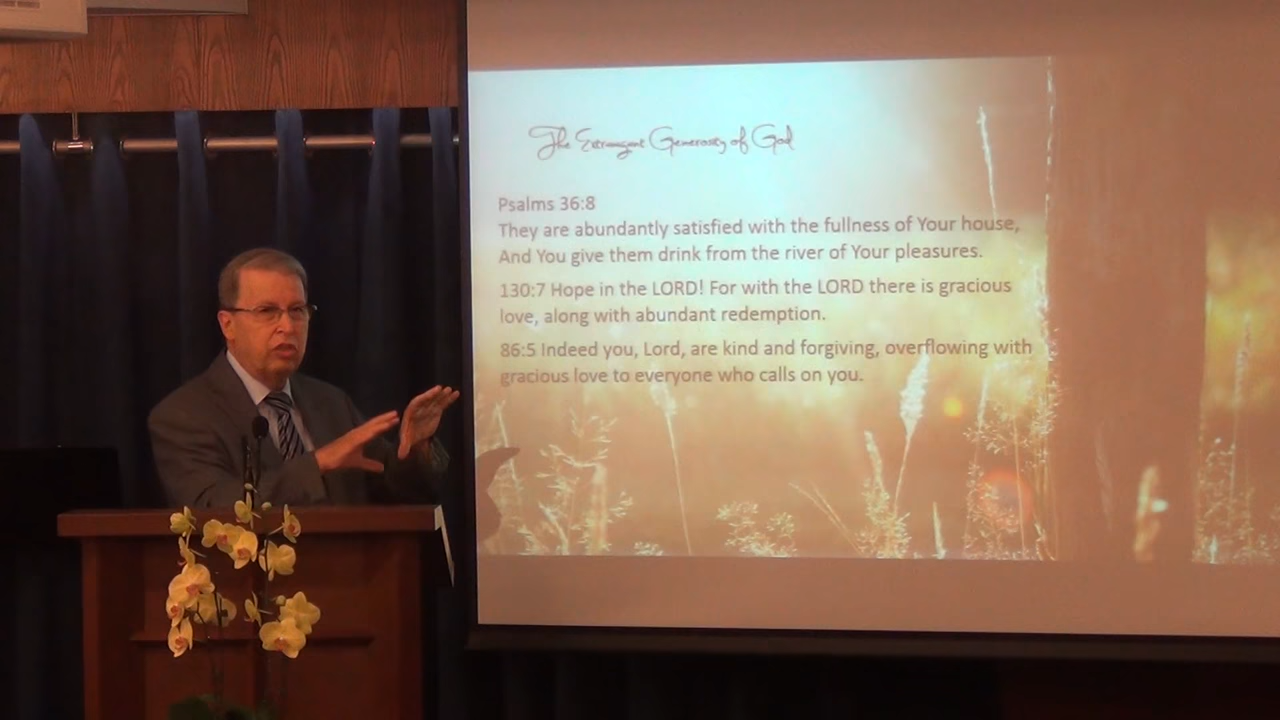 The Extravagant Generosity of God
Psalms 36:8
They are abundantly satisfied with the fullness of Your house,
And You give them drink from the river of Your pleasures.
130:7 Hope in the LORD! For with the LORD there is gracious
love, along with abundant redemption.
86:5 Indeed you, Lord, are kind and forgiving, overflowing with
gracious love to everyone who calls on you.